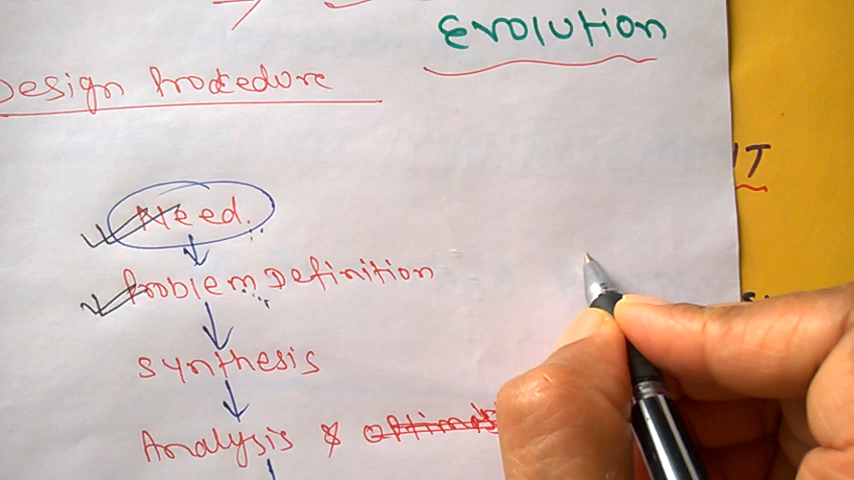 Evolution
Design Procedure
Need.
Problem Definition
Synthesis
Analysis &